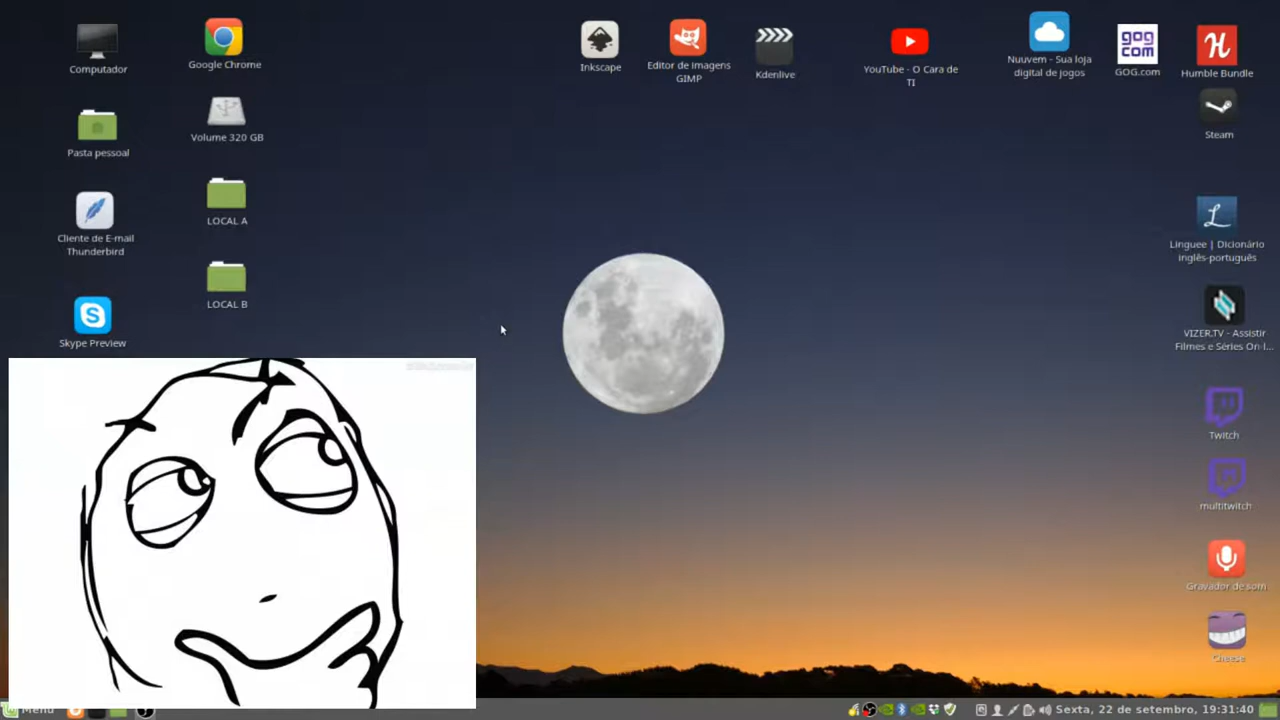 Computador
Google Chrome
Inkscape
Editor de imagens
GIMP
Kdenlive
YouTube - O Cara de
TI
Nuuvem - Sua loja
digital de jogos
gog
com
GOG.com
Humble Bundle
Steam
Pasta pessoal
Volume 320 GB
LOCAL A
Cliente de E-mail
Thunderbird
Linguee | Dicionário
inglês-português
LOCAL B
Skype Preview
VIZER.TV - Assistir
Filmes e Séries On-l...
Twitch
multitwitch
Gravador de som
Cheese
Menu
Sexta, 22 de setembro, 19:31:40